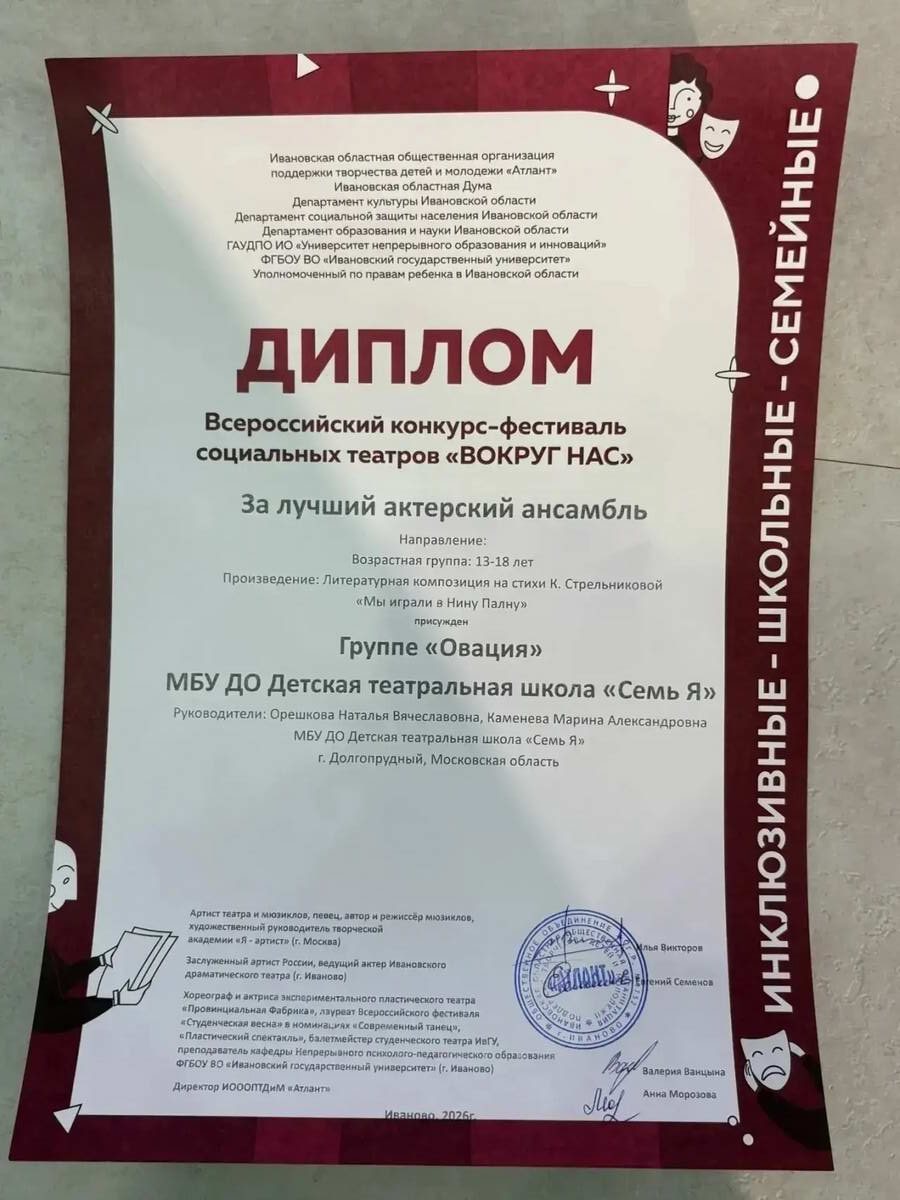 Ивановская областная общественная организация
поддержки творчества детей и молодежи «Атлант»
Ивановская областная Дума
Департамент культуры Ивановской области
Департамент социальной защиты населения Ивановской области
Департамент образования и науки Ивановской области
ГАУДПО ИО «Университет непрерывного образования и инноваций»
ФГБОУ ВО «Ивановский государственный университет»
Уполномоченный по правам ребенка в Ивановской области
ДИПЛОМ
Всероссийский конкурс-фестиваль
социальных театров «ВОКРУГ НАС»
За лучший актерский ансамбль
Направление:
Возрастная группа: 13-18 лет
Произведение: Литературная композиция на стихи К. Стрельниковой
«Мы играли в Нину Палну»
присужден
Группе «Овация»
МБУ ДО Детская театральная школа «Семь Я»
Руководители: Орешкова Наталья Вячеславовна, Каменева Марина Александровна
МБУ ДО Детская театральная школа «Семь Я»
г. Долгопрудный, Московская область
Артист театра и мюзиклов, певец, автор и режиссёр мюзиклов,
художественный руководитель творческой
академии «Я - артист» (г. Москва)
Илья Викторов
Заслуженный артист России, ведущий актер Ивановского
драматического театра (г. Иваново)
Евгений Семенов
Хореограф и актриса экспериментального пластического театра
«Провинциальная Фабрика», лауреат Всероссийского фестиваля
«Студенческая весна» в номинациях «Современный танец»,
«Пластический спектакль», балетмейстер студенческого театра ИвГУ,
преподаватель кафедры Непрерывного психолого-педагогического образования
ФГБОУ ВО «Ивановский государственный университет» (г. Иваново)
Валерия Ванцына
Директор ИОООПТДиМ «Атлант»
Анна Морозова
Иваново, 2026г.
«АТЛАНТ»
г. ИВАНОВО
ИНКЛЮЗИВНЫЕ - ШКОЛЬНЫЕ - СЕМЕЙНЫЕ